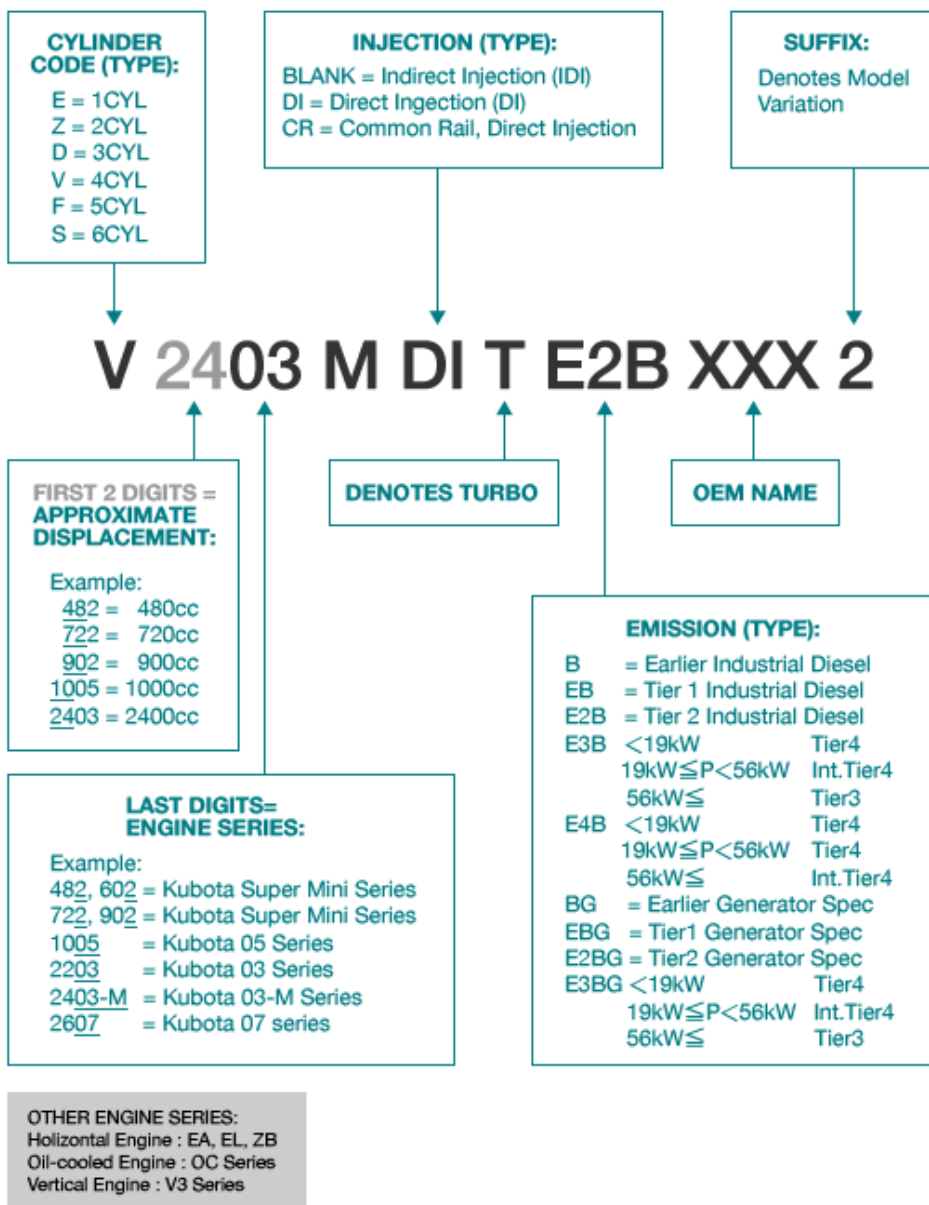 CYLINDER
CODE (TYPE):
E = 1CYL
Z = 2CYL
D = 3CYL
V = 4CYL
F = 5CYL
S = 6CYL
INJECTION (TYPE):
BLANK = Indirect Injection (IDI)
DI = Direct Ingection (DI)
CR = Common Rail, Direct Injection
SUFFIX:
Denotes Model
Variation
V 2403 M DI T E2B XXX 2
FIRST 2 DIGITS =
APPROXIMATE
DISPLACEMENT:
Example:
482 = 480cc
722 = 720cc
902 = 900cc
1005 = 1000cc
2403 = 2400cc
DENOTES TURBO
OEM NAME
LAST DIGITS=
ENGINE SERIES:
Example:
482, 602 = Kubota Super Mini Series
722, 902 = Kubota Super Mini Series
1005 = Kubota 05 Series
2203 = Kubota 03 Series
2403-M = Kubota 03-M Series
2607 = Kubota 07 series
EMISSION (TYPE):
B = Earlier Industrial Diesel
EB = Tier 1 Industrial Diesel
E2B = Tier 2 Industrial Diesel
E3B <19kW Tier4
19kW≦P<56kW Int.Tier4
56kW≦ Tier3
E4B <19kW Tier4
19kW≦P<56kW Tier4
56kW≦ Int.Tier4
BG = Earlier Generator Spec
EBG = Tier1 Generator Spec
E2BG = Tier2 Generator Spec
E3BG <19kW Tier4
19kW≦P<56kW Int.Tier4
56kW≦ Tier3
OTHER ENGINE SERIES:
Holizontal Engine : EA, EL, ZB
Oil-cooled Engine : OC Series
Vertical Engine : V3 Series